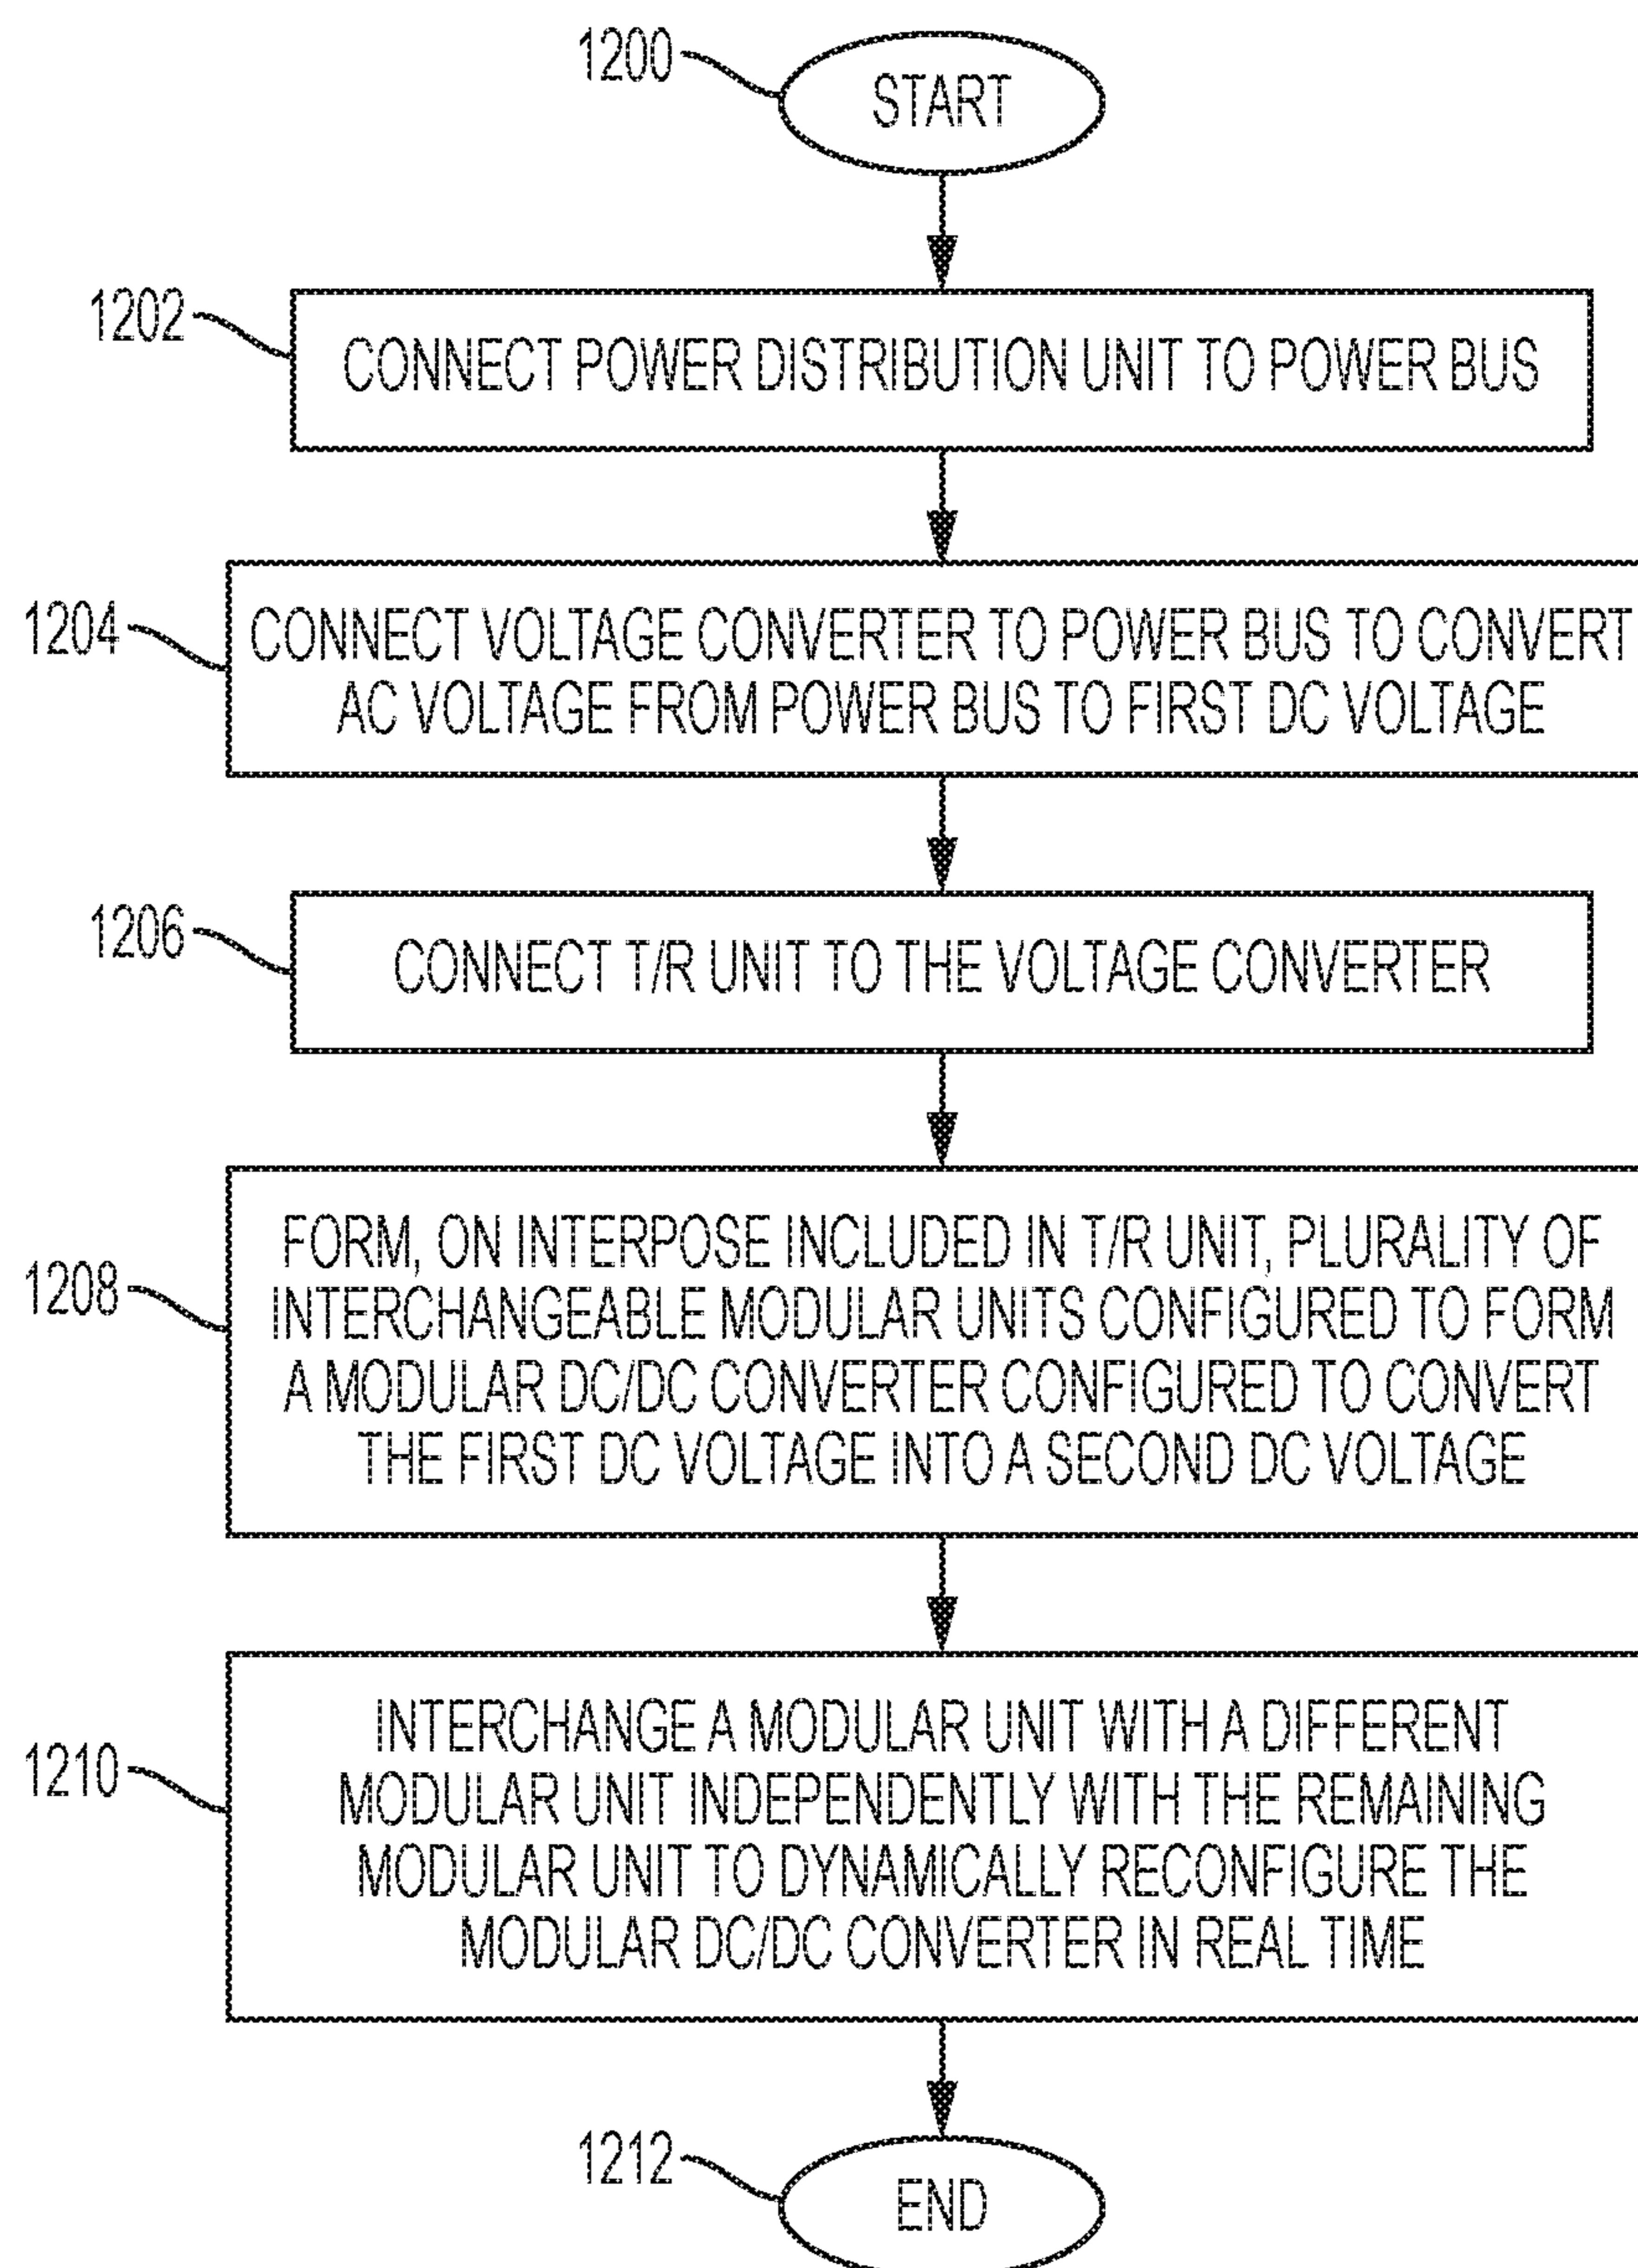 1200
START
1202
CONNECT POWER DISTRIBUTION UNIT TO POWER BUS
1204
CONNECT VOLTAGE CONVERTER TO POWER BUS TO CONVERT
AC VOLTAGE FROM POWER BUS TO FIRST DC VOLTAGE
1206
CONNECT T/R UNIT TO THE VOLTAGE CONVERTER
1208
FORM, ON INTERPOSE INCLUDED IN T/R UNIT, PLURALITY OF
INTERCHANGEABLE MODULAR UNITS CONFIGURED TO FORM
A MODULAR DC/DC CONVERTER CONFIGURED TO CONVERT
THE FIRST DC VOLTAGE INTO A SECOND DC VOLTAGE
1210
INTERCHANGE A MODULAR UNIT WITH A DIFFERENT
MODULAR UNIT INDEPENDENTLY WITH THE REMAINING
MODULAR UNIT TO DYNAMICALLY RECONFIGURE THE
MODULAR DC/DC CONVERTER IN REAL TIME
1212
END